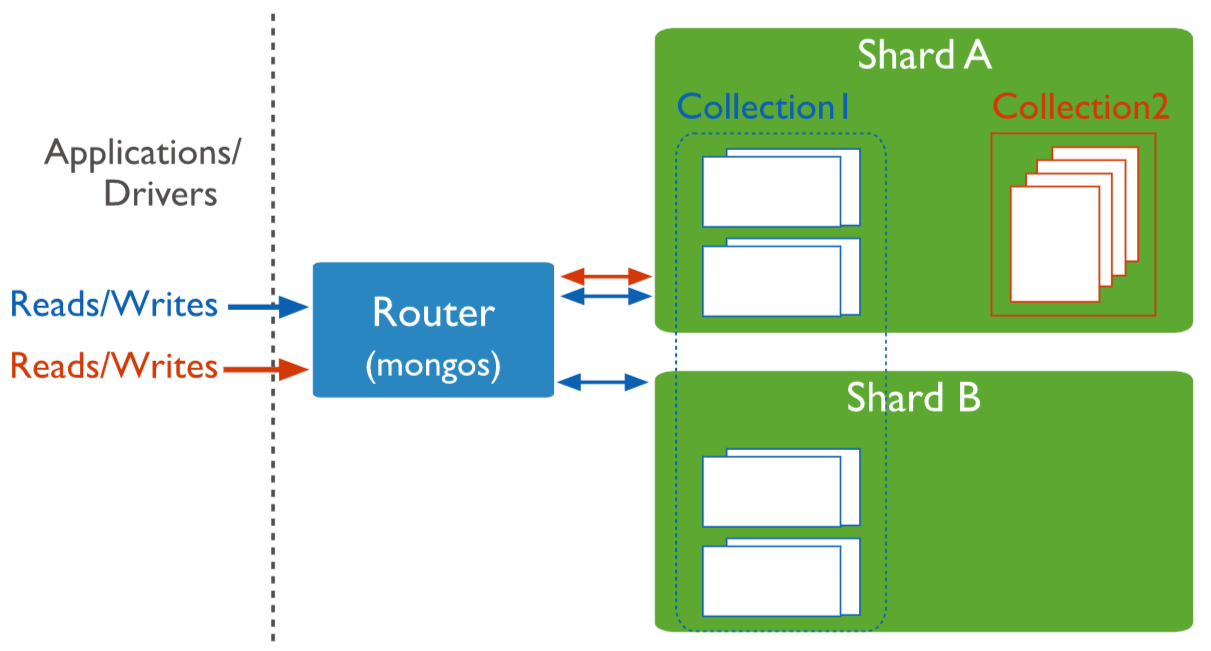 Applications/
Drivers
Reads/Writes
Reads/Writes
Router
(mongos)
Shard A
Collection1
Collection2
Shard B